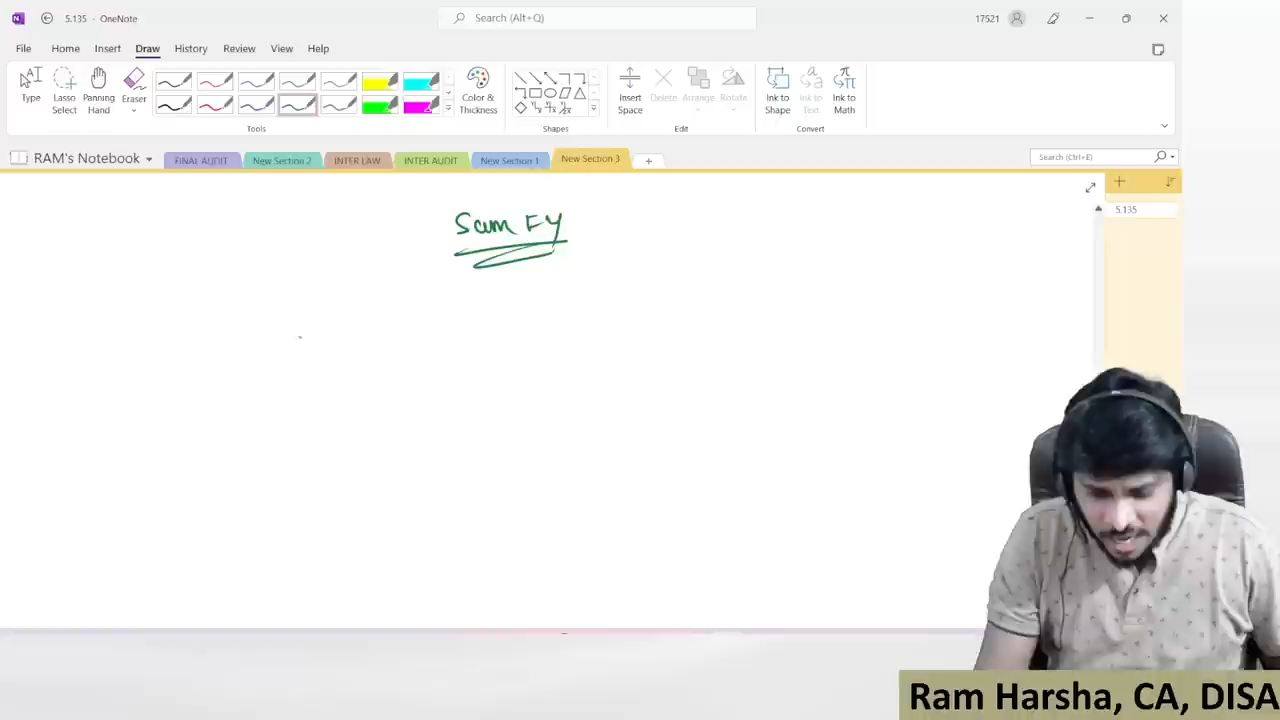 5.135 - OneNote
Search (Alt+Q)
17521
File Home Insert Draw History Review View Help
Type
Lasso Select
Panning Hand
Eraser
Color & Thickness
Insert Space
Delete
Arrange
Rotate
Ink to Shape
Ink to Text
Ink to Math
Tools
Shapes
Edit
Convert
RAM's Notebook
FINAL AUDIT
New Section 2
INTER LAW
INTER AUDIT
New Section 1
New Section 3
Search (Ctrl+E)
5.135
Sam FY
Ram Harsha, CA, DISA